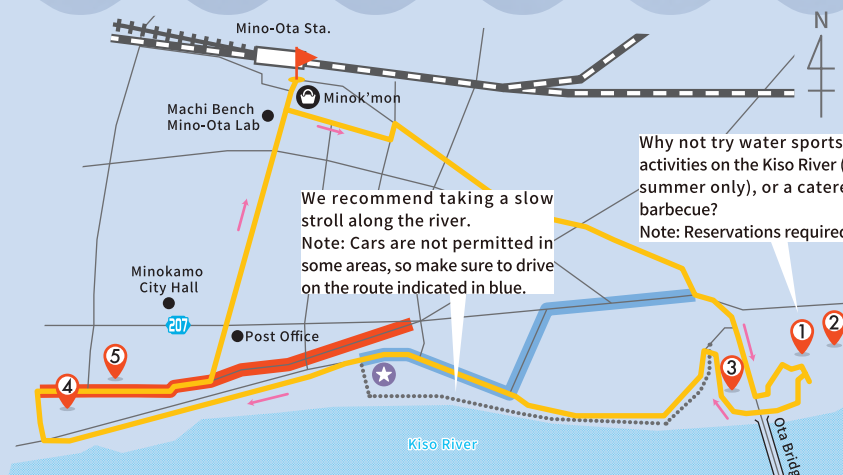 Mino-Ota Sta.
N
Minok'mon
Machi Bench
Mino-Ota Lab
Why not try water sports
activities on the Kiso River (
summer only), or a catere
barbecue?
Note: Reservations required
We recommend taking a slow
stroll along the river.
Note: Cars are not permitted in
some areas, so make sure to drive
on the route indicated in blue.
Minokamo
City Hall
207
Post Office
1
2
3
4
5
Kiso River
Ota Bridg